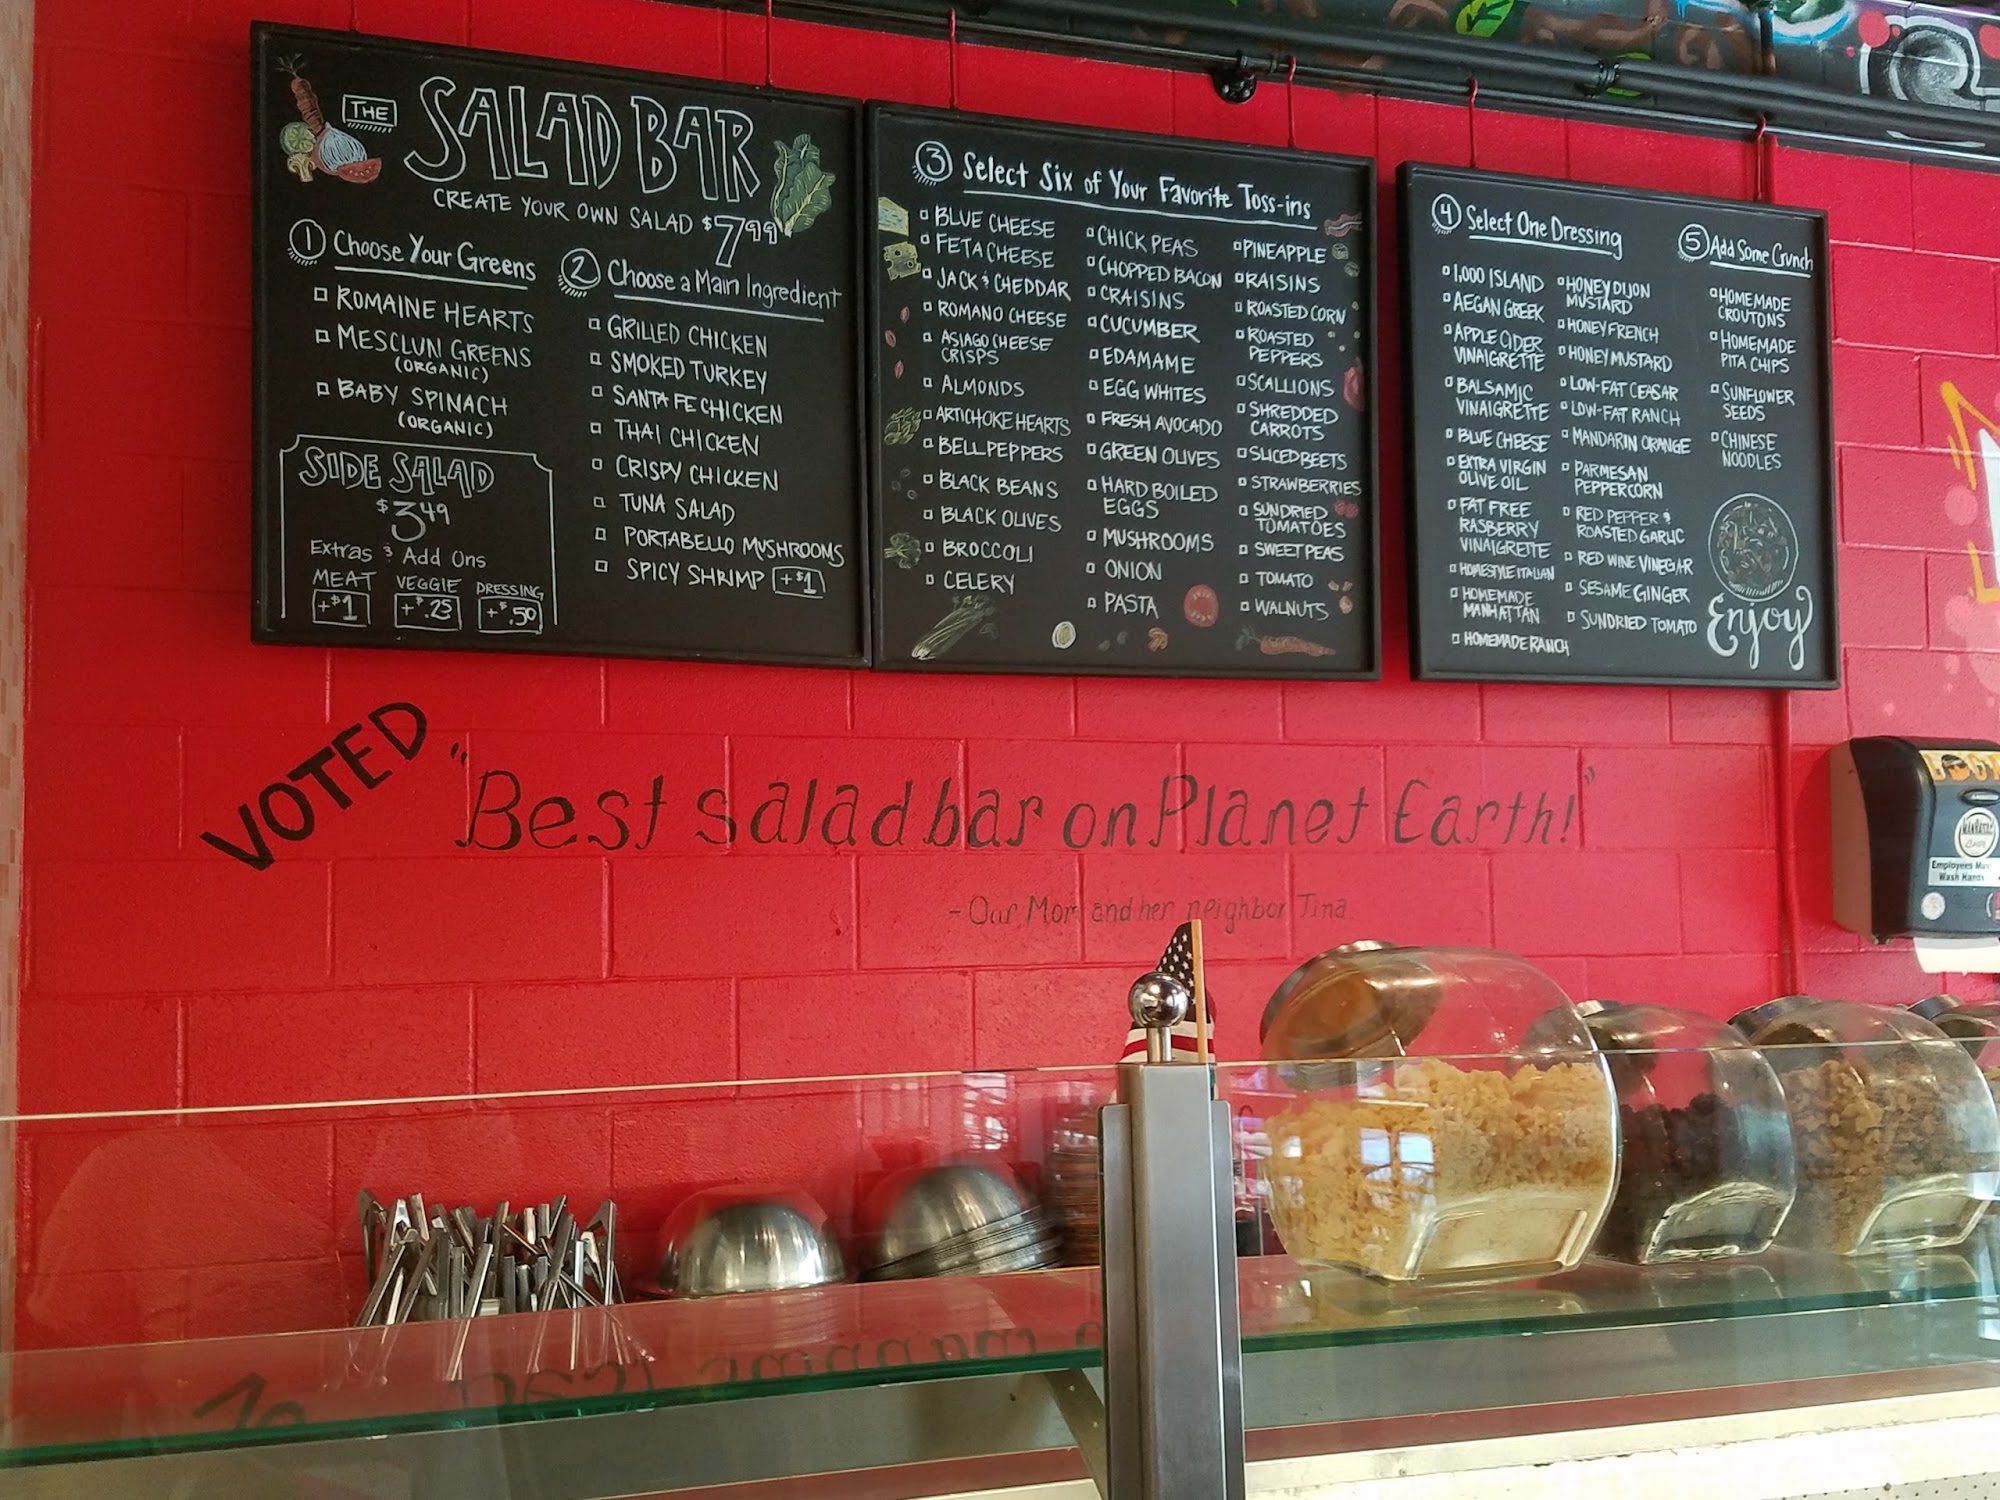 THE
SALAD BAR
CREATE YOUR OWN SALAD $7.99
1 Choose Your Greens
ROMAINE HEARTS
MESCLUN GREENS
(ORGANIC)
BABY SPINACH
(ORGANIC)
SIDE SALAD
$3.49
Extras & Add Ons
MEAT VEGGIE DRESSING
+$1 +$.25 +$.50
2 Choose a Main Ingredient
GRILLED CHICKEN
SMOKED TURKEY
SANTA FE CHICKEN
THAI CHICKEN
CRISPY CHICKEN
TUNA SALAD
PORTABELLO MUSHROOMS
SPICY SHRIMP +$1
3 Select Six of Your Favorite Toss-ins
BLUE CHEESE
FETA CHEESE
JACK & CHEDDAR
ROMANO CHEESE
ASIAGO CHEESE
CRISPS
ALMONDS
ARTICHOKE HEARTS
BELL PEPPERS
BLACK BEANS
BLACK OLIVES
BROCCOLI
CELERY
CHICK PEAS
CHOPPED BACON
CRAISINS
CUCUMBER
EDAMAME
EGG WHITES
FRESH AVOCADO
GREEN OLIVES
HARD BOILED
EGGS
MUSHROOMS
ONION
PASTA
PINEAPPLE
RAISINS
ROASTED CORN
ROASTED
PEPPERS
SCALLIONS
SHREDDED
CARROTS
SLICED BEETS
STRAWBERRIES
SUNDRIED
TOMATOES
SWEET PEAS
TOMATO
WALNUTS
4 Select One Dressing
1,000 ISLAND
AEGAN GREEK
APPLE CIDER
VINAIGRETTE
BALSAMIC
VINAIGRETTE
BLUE CHEESE
EXTRA VIRGIN
OLIVE OIL
FAT FREE
RASBERRY
VINAIGRETTE
HOMESTYLE ITALIAN
HOMEMADE
MANHATTAN
HOMEMADE RANCH
HONEY DIJON
MUSTARD
HONEY FRENCH
HONEY MUSTARD
LOW-FAT CEASAR
LOW-FAT RANCH
MANDARIN ORANGE
PARMESAN
PEPPERCORN
RED PEPPER &
ROASTED GARLIC
RED WINE VINEGAR
SESAME GINGER
SUNDRIED TOMATO
5 Add Some Crunch
HOMEMADE
CROUTONS
HOMEMADE
PITA CHIPS
SUNFLOWER
SEEDS
CHINESE
NOODLES
Enjoy
VOTED
"Best salad bar on Planet Earth!"
- Our Mom and her neighbor Tina
Employees
Wash Hands